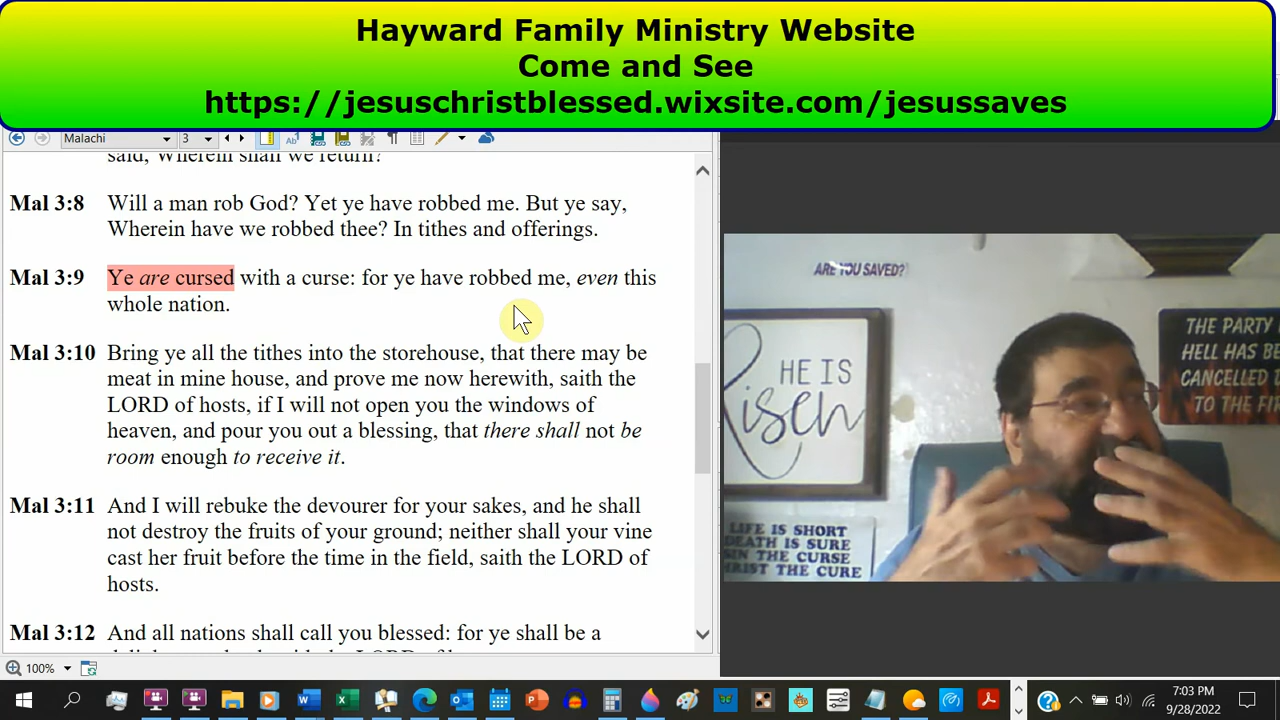 Hayward Family Ministry Website
Come and See
https://jesuschristblessed.wixsite.com/jesussaves
Malachi
3
said, Wherein shall we return?
Mal 3:8 Will a man rob God? Yet ye have robbed me. But ye say,
Wherein have we robbed thee? In tithes and offerings.
Mal 3:9 Ye are cursed with a curse: for ye have robbed me, even this
whole nation.
Mal 3:10 Bring ye all the tithes into the storehouse, that there may be
meat in mine house, and prove me now herewith, saith the
LORD of hosts, if I will not open you the windows of
heaven, and pour you out a blessing, that there shall not be
room enough to receive it.
Mal 3:11 And I will rebuke the devourer for your sakes, and he shall
not destroy the fruits of your ground; neither shall your vine
cast her fruit before the time in the field, saith the LORD of
hosts.
Mal 3:12 And all nations shall call you blessed: for ye shall be a
100%
ARE YOU SAVED?
HE IS
Risen
THE PARTY
HELL HAS BE
CANCELLED
TO THE FI
LIFE IS SHORT
DEATH IS SURE
SIN THE CURSE
HRIST THE CURE
7:03 PM
9/28/2022